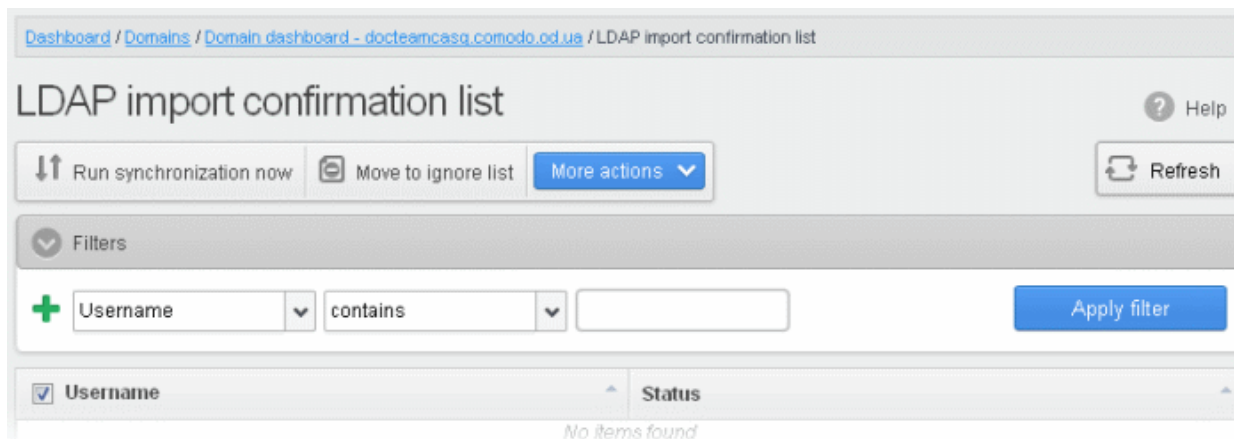 Dashboard / Domains / Domain dashboard - docteamcasg.comodo.od.ua / LDAP import confirmation list
LDAP import confirmation list
Help
Run synchronization now
Move to ignore list
More actions
Refresh
Filters
Username
contains
Apply filter
Username
Status
No items found